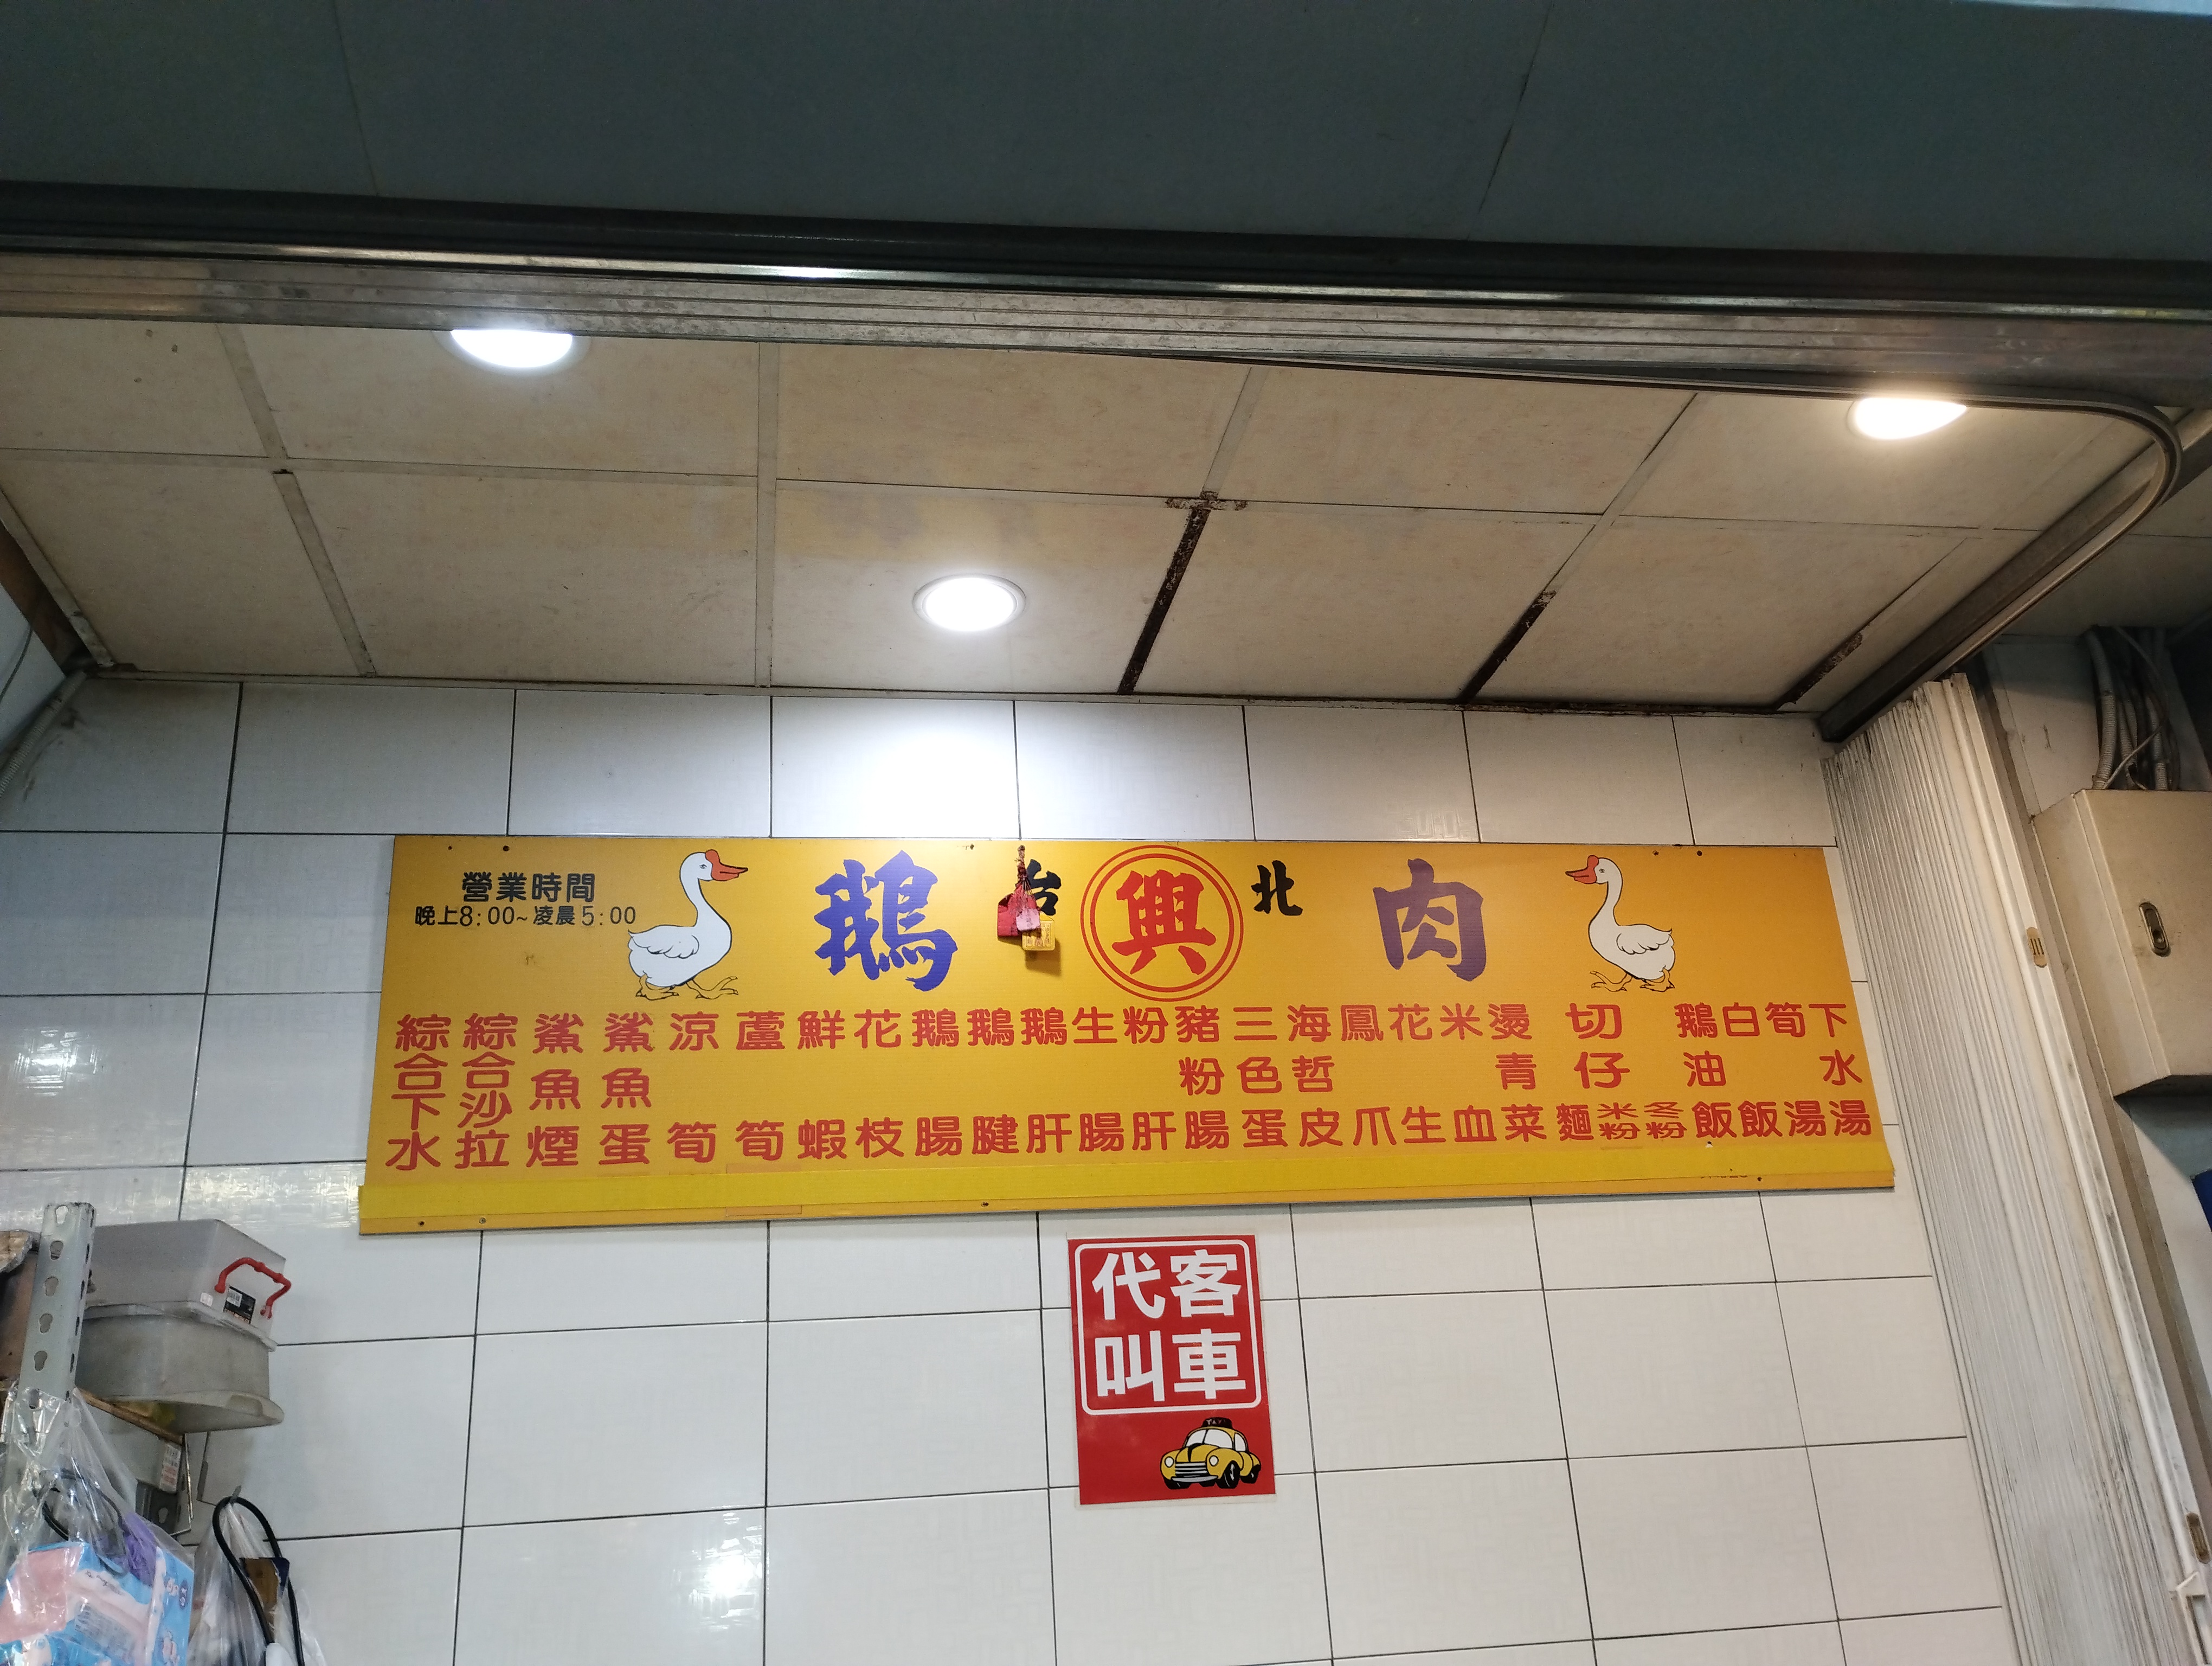 營業時間
晚上8:00~凌晨5:00
鵝台興北肉
下水湯
筍湯
白飯
鵝油飯
切仔麵米粉冬粉
燙青菜
米血
花生
鳳爪
海哲皮
三色蛋
豬粉腸
粉肝
生腸
鵝肝
鵝腱
鵝腸
花枝
鮮蝦
蘆筍
涼筍
鯊魚蛋
鯊魚煙
綜合沙拉
綜合下水
代客
叫車
TAXI